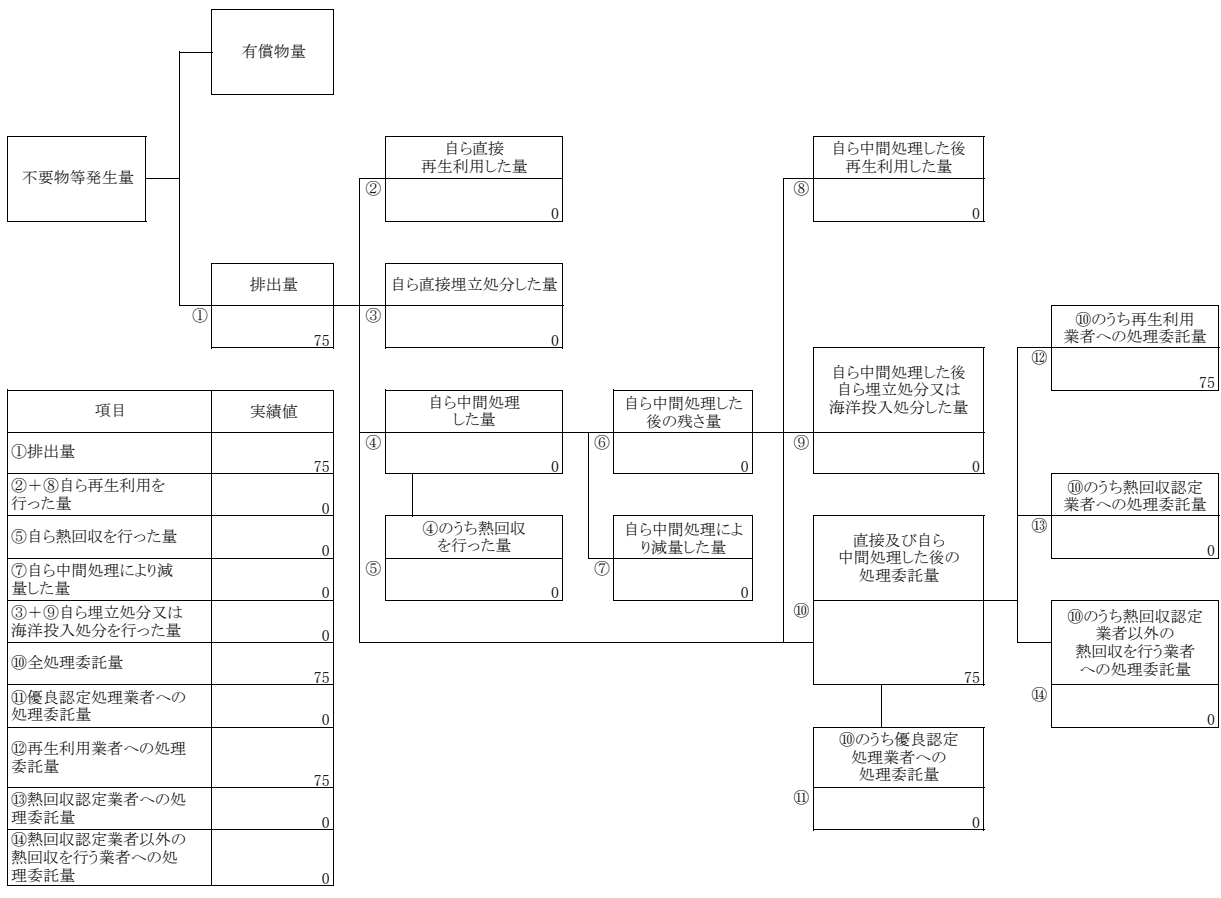 有償物量
不要物等発生量
排出量
①
75
自ら直接
再生利用した量
②
0
自ら直接埋立処分した量
③
0
自ら中間処理
した量
④
0
④のうち熱回収
を行った量
⑤
0
自ら中間処理した
後の残さ量
⑥
0
自ら中間処理によ
り減量した量
⑦
0
自ら中間処理した後
再生利用した量
⑧
0
自ら中間処理した後
自ら埋立処分又は
海洋投入処分した量
⑨
0
直接及び自ら
中間処理した後の
処理委託量
⑩
75
⑩のうち優良認定
処理業者への
処理委託量
⑪
0
⑩のうち再生利用
業者への処理委託量
⑫
75
⑩のうち熱回収認定
業者への処理委託量
⑬
0
⑩のうち熱回収認定
業者以外の
熱回収を行う業者
への処理委託量
⑭
0
項目 実績値
①排出量
75
②＋⑧自ら再生利用を
行った量
0
⑤自ら熱回収を行った量
0
⑦自ら中間処理により減
量した量
0
③＋⑨自ら埋立処分又は
海洋投入処分を行った量
0
⑩全処理委託量
75
⑪優良認定処理業者への
処理委託量
0
⑫再生利用業者への処理
委託量
75
⑬熱回収認定業者への処
理委託量
0
⑭熱回収認定業者以外の
熱回収を行う業者への処
理委託量
0